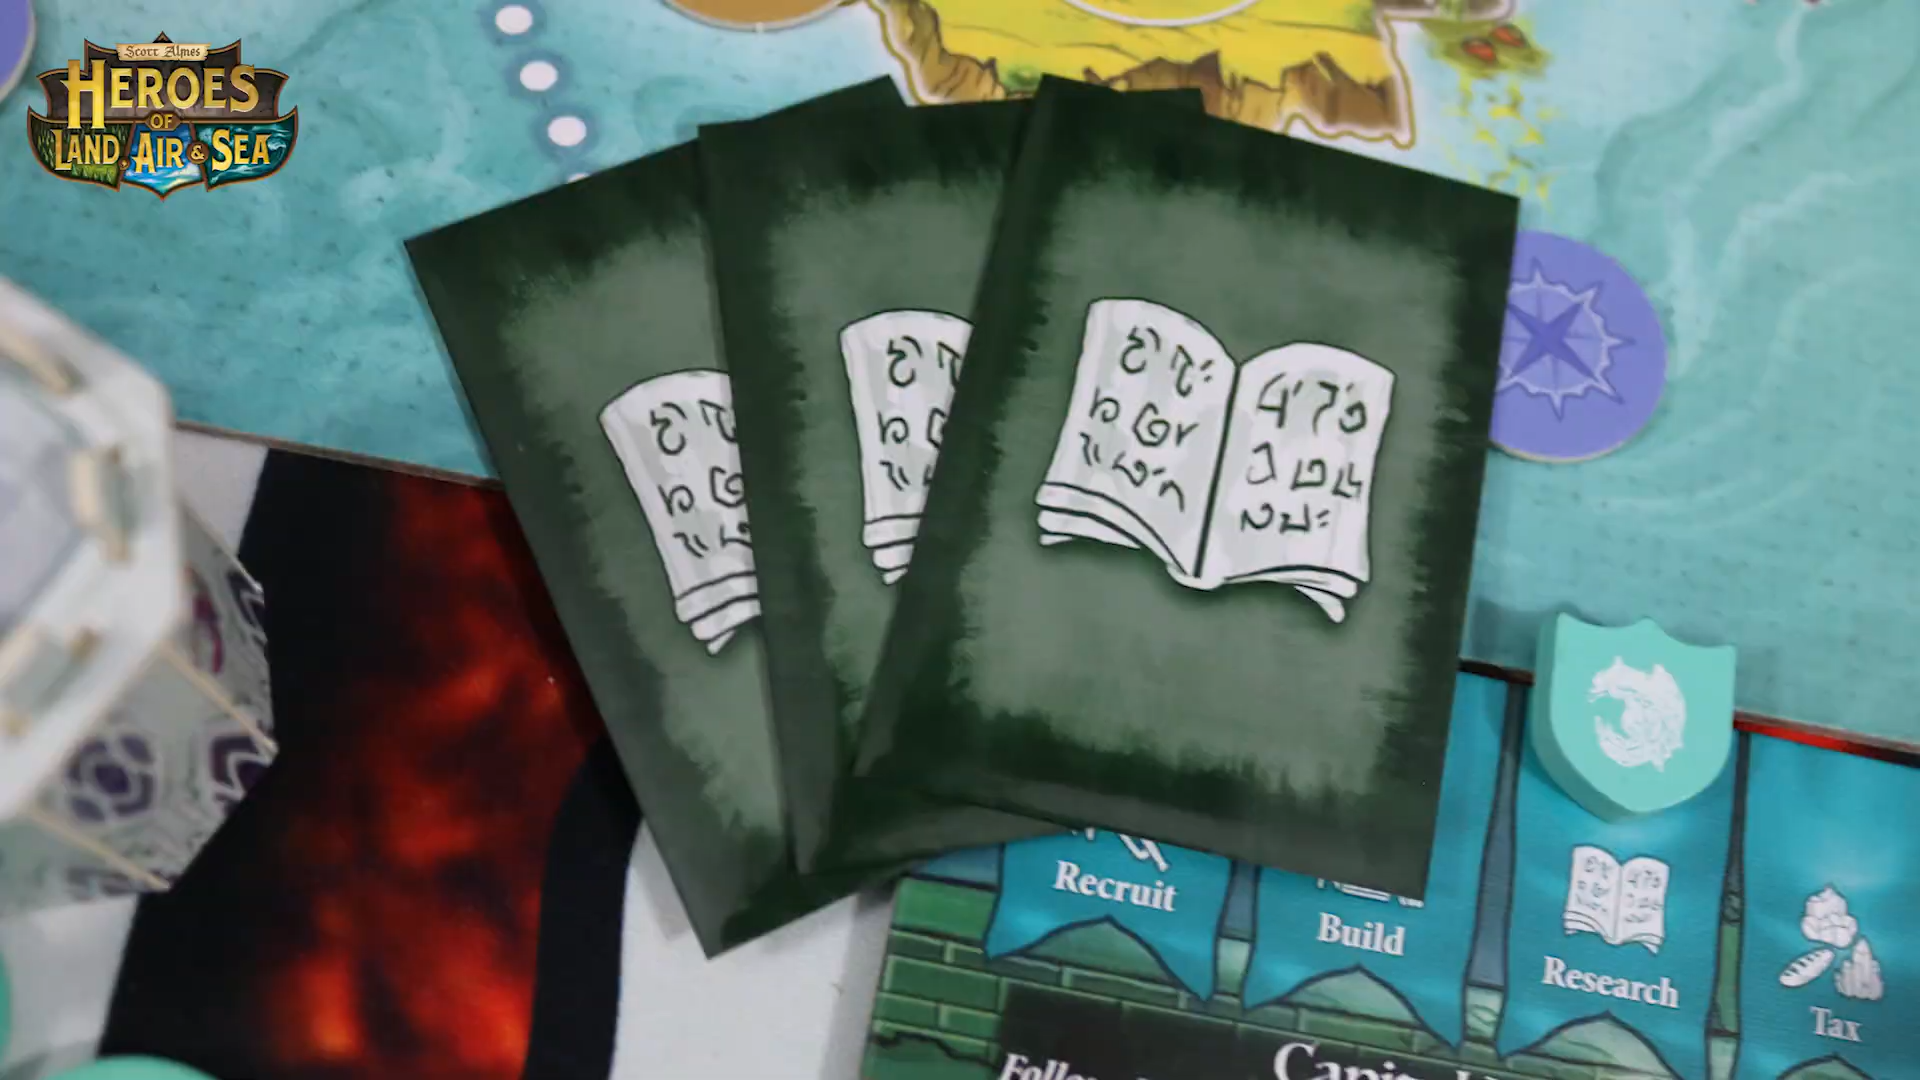 Scott Almes
HEROES
OF
LAND, AIR & SEA
Recruit
Build
Research
Tax